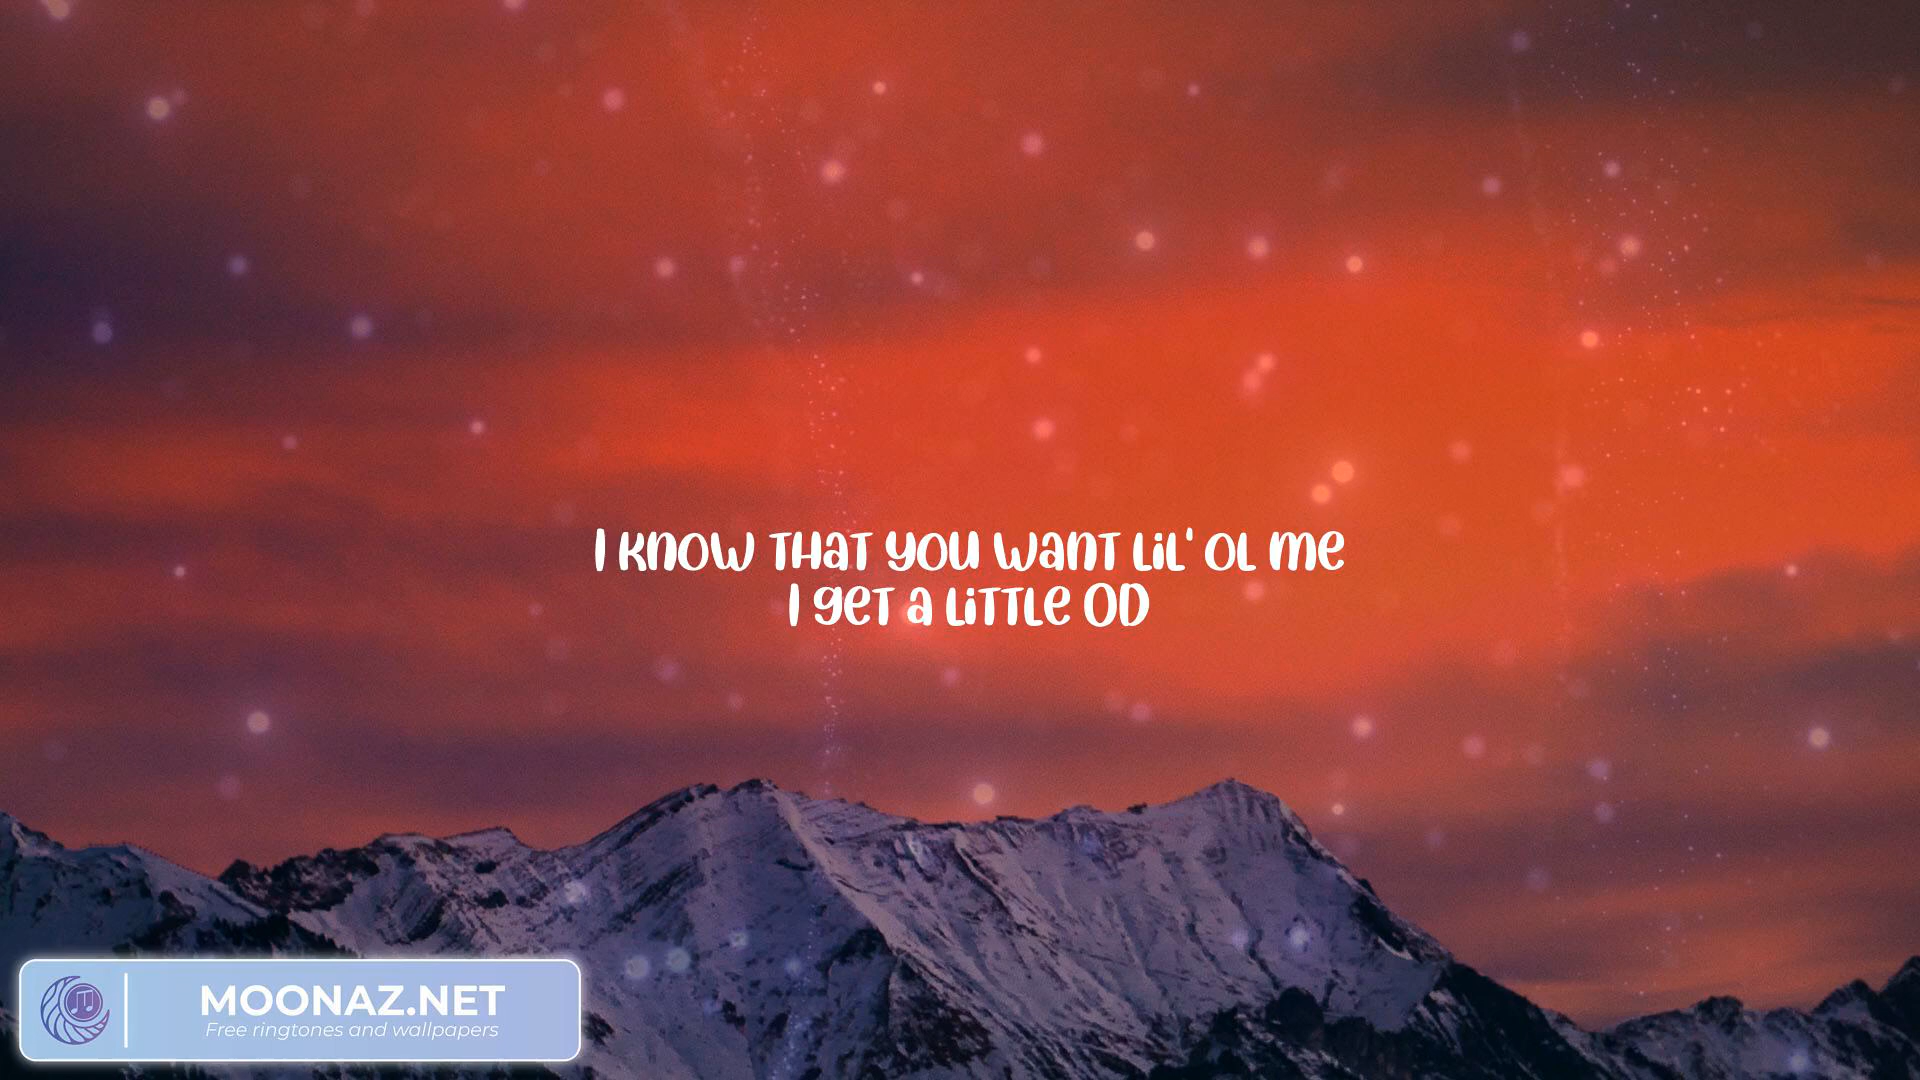 I KNOW THAT YOU WANT LIL' OL ME
I GET A LITTLE OD
MOONAZ.NET
Free ringtones and wallpapers